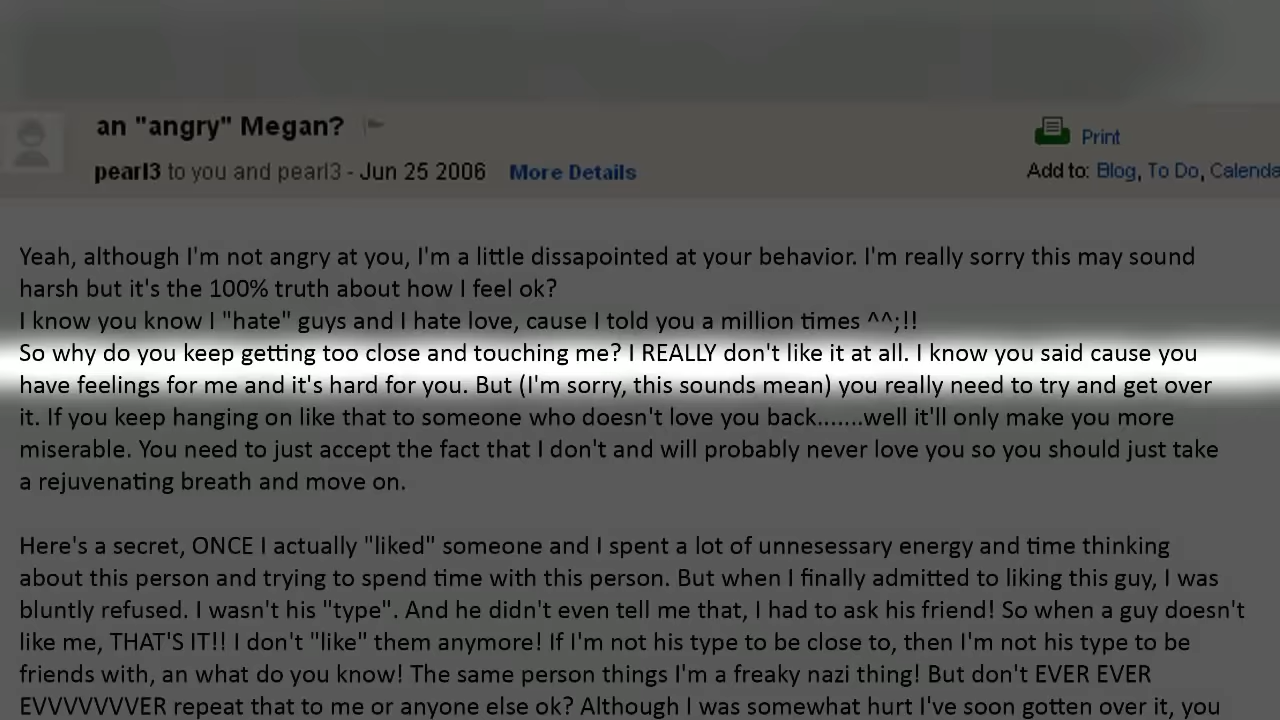 an "angry" Megan?
Print
pearl3 to you and pearl3 - Jun 25 2006 More Details
Add to: Blog, To Do, Calenda
Yeah, although I'm not angry at you, I'm a little dissapointed at your behavior. I'm really sorry this may sound
harsh but it's the 100% truth about how I feel ok?
I know you know I "hate" guys and I hate love, cause I told you a million times ^^;!!
So why do you keep getting too close and touching me? I REALLY don't like it at all. I know you said cause you
have feelings for me and it's hard for you. But (I'm sorry, this sounds mean) you really need to try and get over
it. If you keep hanging on like that to someone who doesn't love you back.......well it'll only make you more
miserable. You need to just accept the fact that I don't and will probably never love you so you should just take
a rejuvenating breath and move on.
Here's a secret, ONCE I actually "liked" someone and I spent a lot of unnesessary energy and time thinking
about this person and trying to spend time with this person. But when I finally admitted to liking this guy, I was
bluntly refused. I wasn't his "type". And he didn't even tell me that, I had to ask his friend! So when a guy doesn't
like me, THAT'S IT!! I don't "like" them anymore! If I'm not his type to be close to, then I'm not his type to be
friends with, an what do you know! The same person things I'm a freaky nazi thing! But don't EVER EVER
EVVVVVVVER repeat that to me or anyone else ok? Although I was somewhat hurt I've soon gotten over it, you